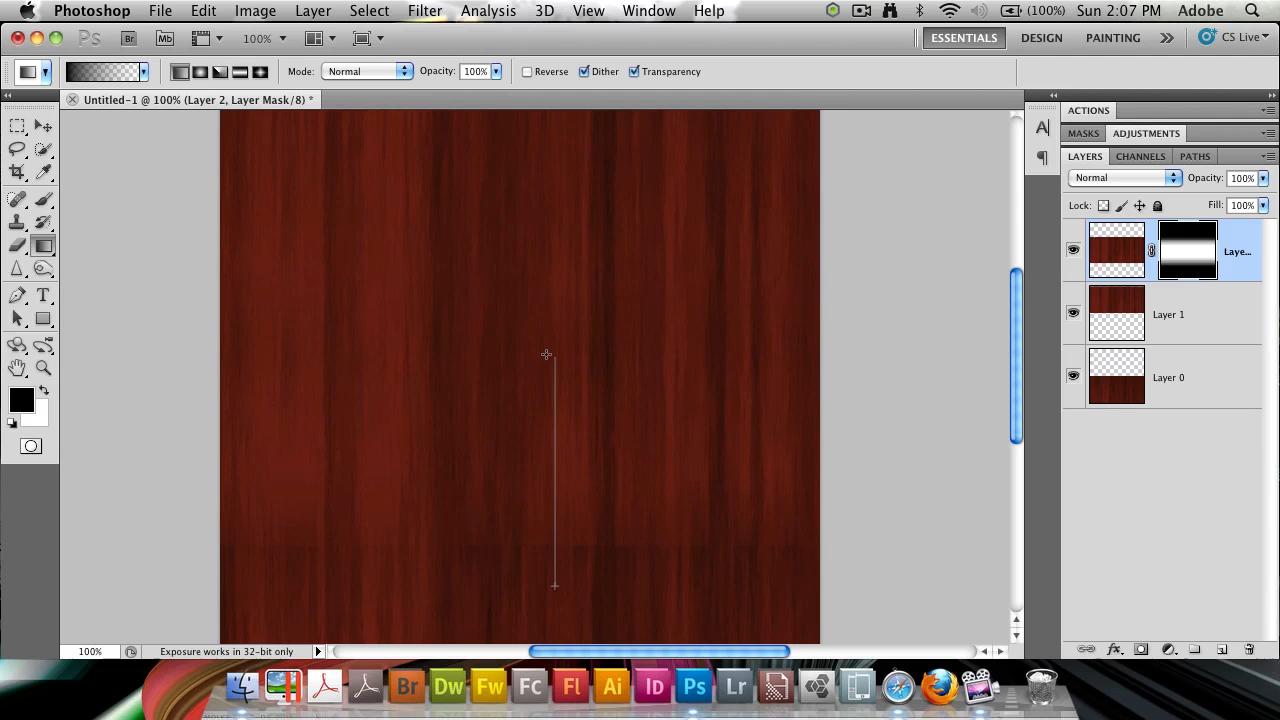 Photoshop File Edit Image Layer Select Filter Analysis 3D View Window Help (100%) Sun 2:07 PM Adobe
Ps Br Mb 100% ESSENTIALS DESIGN PAINTING CS Live
Mode: Normal Opacity: 100% Reverse Dither Transparency
Untitled-1 @ 100% (Layer 2, Layer Mask/8) *
ACTIONS
MASKS ADJUSTMENTS
LAYERS CHANNELS PATHS
Normal Opacity: 100%
Lock: Fill: 100%
Laye...
Layer 1
Layer 0
100% Exposure works in 32-bit only
Br Dw Fw Fc Fl Ai Id Ps Lr